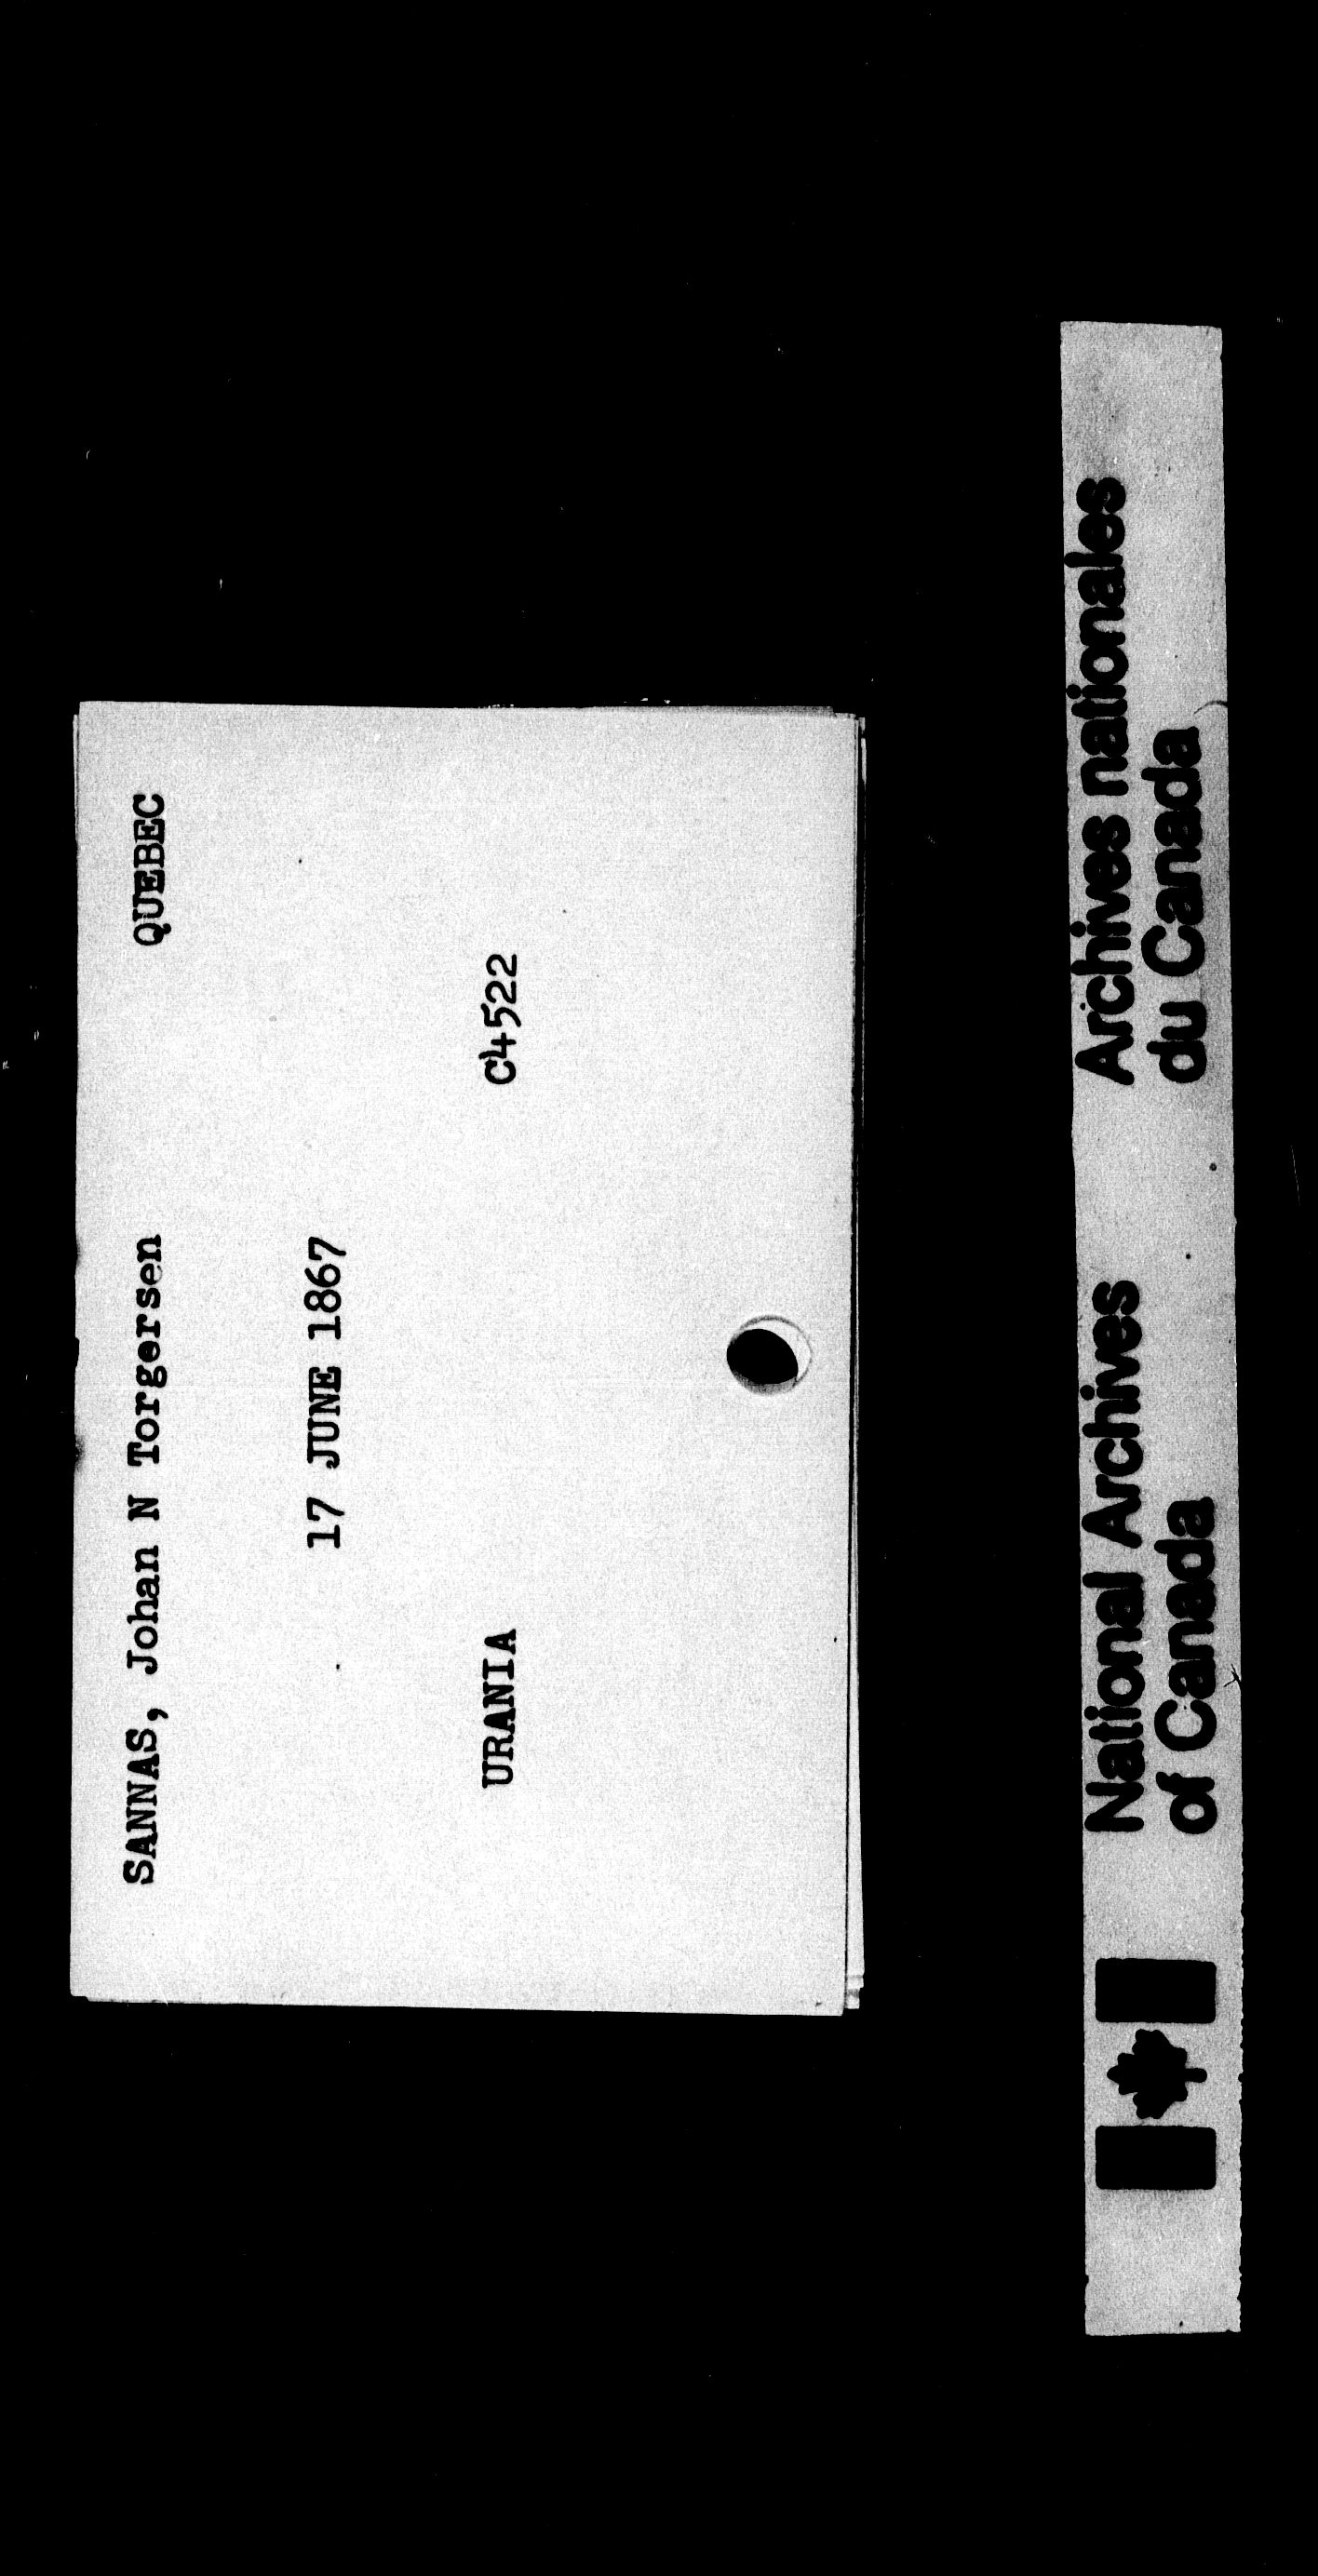 SANNAS, Johan N Torgersen QUEBEC
17 JUNE 1867
URANIA C4522
National Archives
of Canada
Archives nationales
du Canada